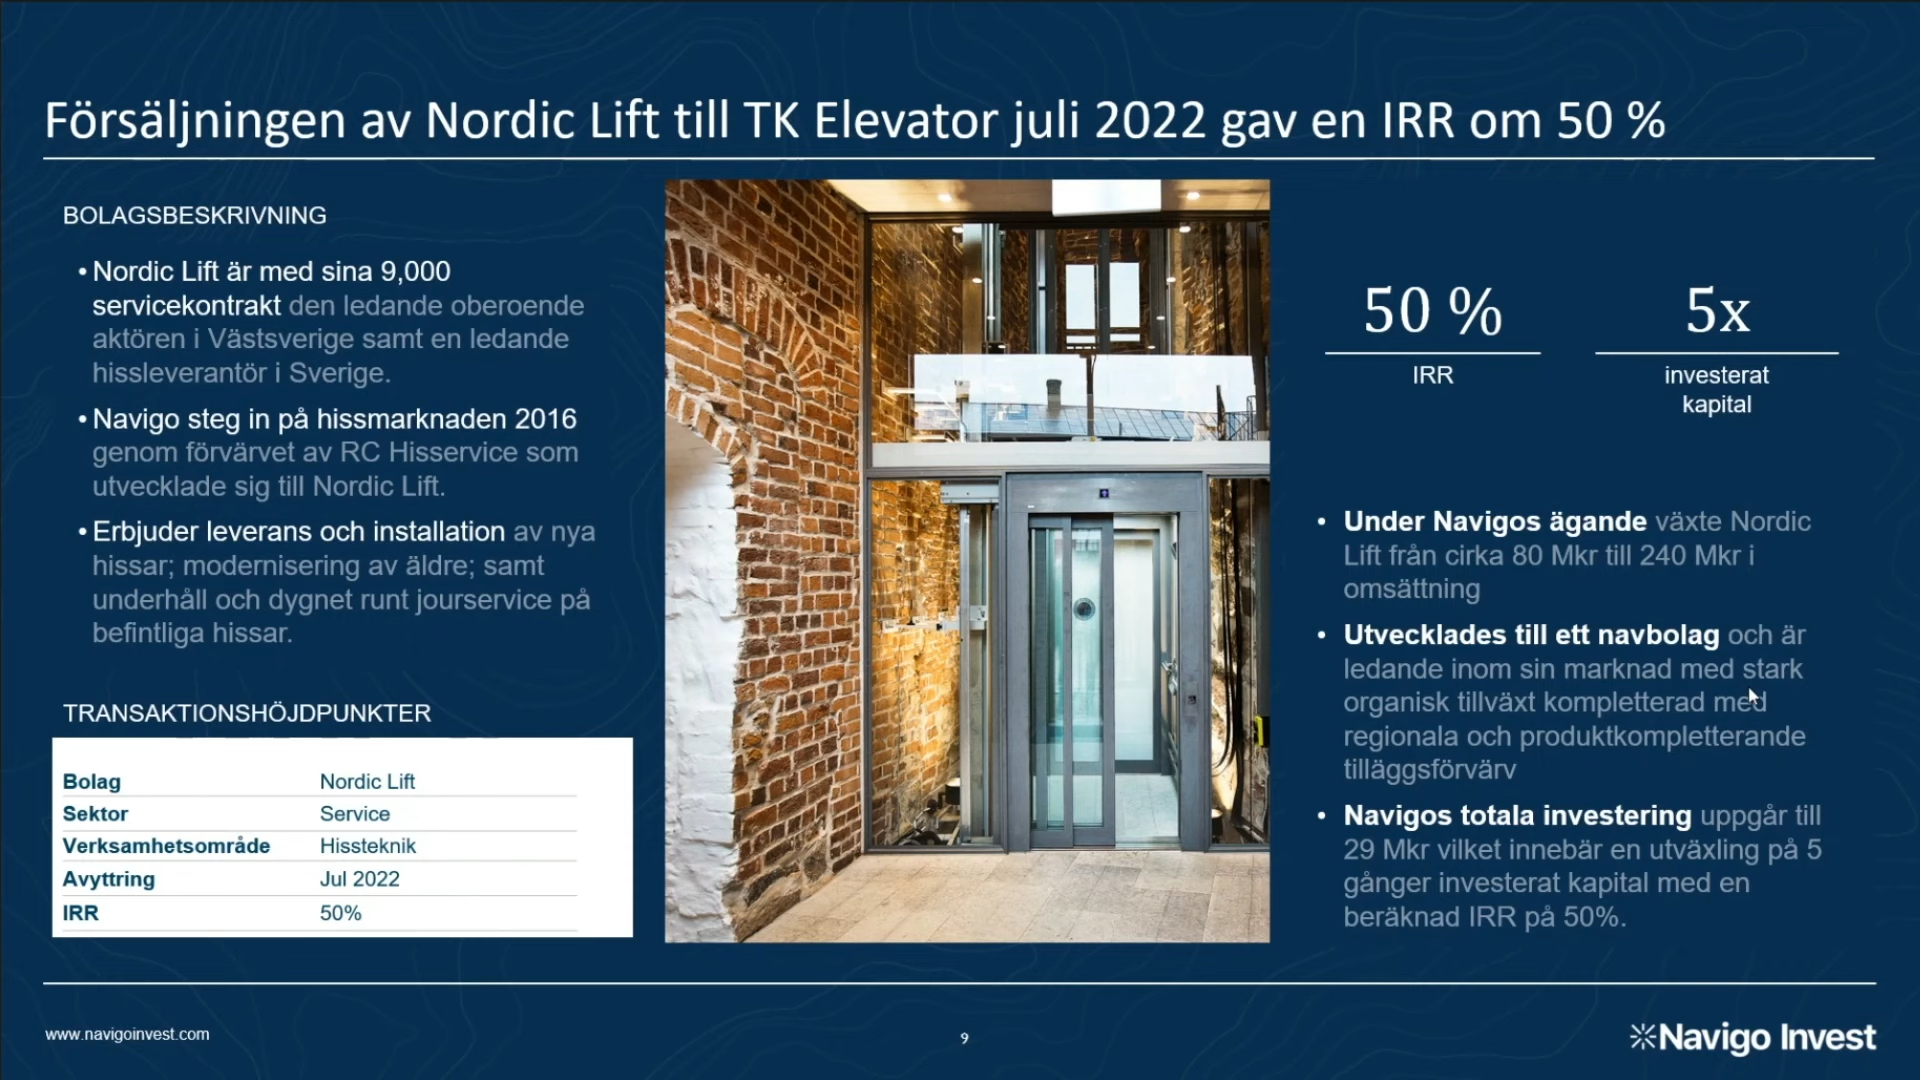 Försäljningen av Nordic Lift till TK Elevator juli 2022 gav en IRR om 50 %
BOLAGSBESKRIVNING
• Nordic Lift är med sina 9,000
servicekontrakt den ledande oberoende
aktören i Västsverige samt en ledande
hissleverantör i Sverige.
• Navigo steg in på hissmarknaden 2016
genom förvärvet av RC Hisservice som
utvecklade sig till Nordic Lift.
• Erbjuder leverans och installation av nya
hissar; modernisering av äldre; samt
underhåll och dygnet runt jourservice på
befintliga hissar.
TRANSAKTIONSHÖJDPUNKTER
Bolag Nordic Lift
Sektor Service
Verksamhetsområde Hissteknik
Avyttring Jul 2022
IRR 50%
50 %
IRR
5x
investerat
kapital
• Under Navigos ägande växte Nordic
Lift från cirka 80 Mkr till 240 Mkr i
omsättning
• Utvecklades till ett navbolag och är
ledande inom sin marknad med stark
organisk tillväxt kompletterad med
regionala och produktkompletterande
tilläggsförvärv
• Navigos totala investering uppgår till
29 Mkr vilket innebär en utväxling på 5
gånger investerat kapital med en
beräknad IRR på 50%.
www.navigoinvest.com
9
Navigo Invest